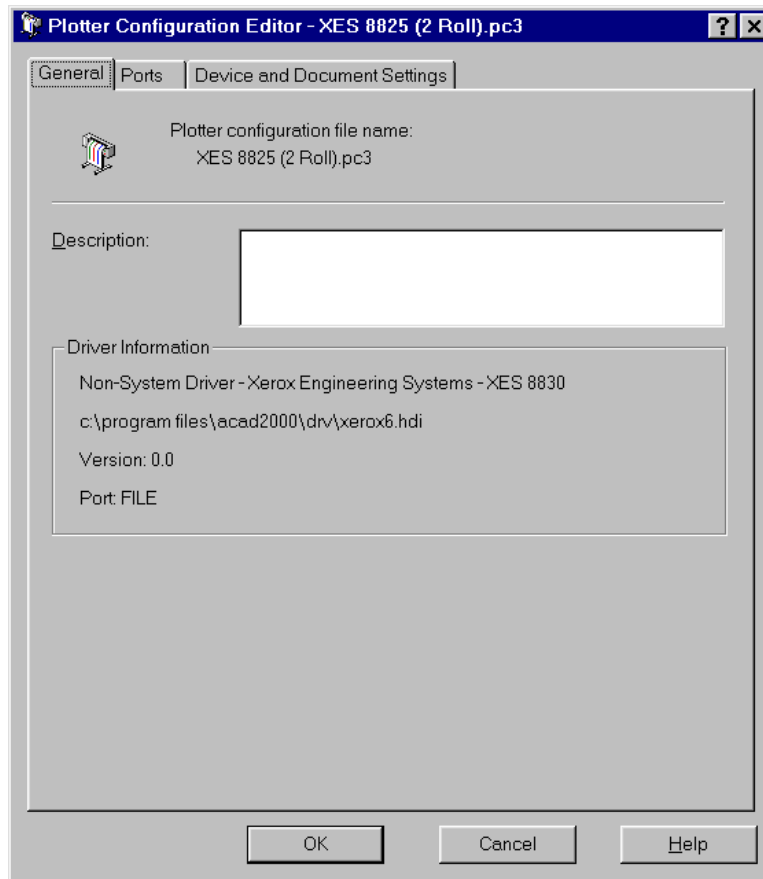 Plotter Configuration Editor - XES 8825 (2 Roll).pc3
General Ports Device and Document Settings
Plotter configuration file name:
XES 8825 (2 Roll).pc3
Description:
Driver Information
Non-System Driver - Xerox Engineering Systems - XES 8830
c:\program files\acad2000\drv\xerox6.hdi
Version: 0.0
Port: FILE
OK Cancel Help